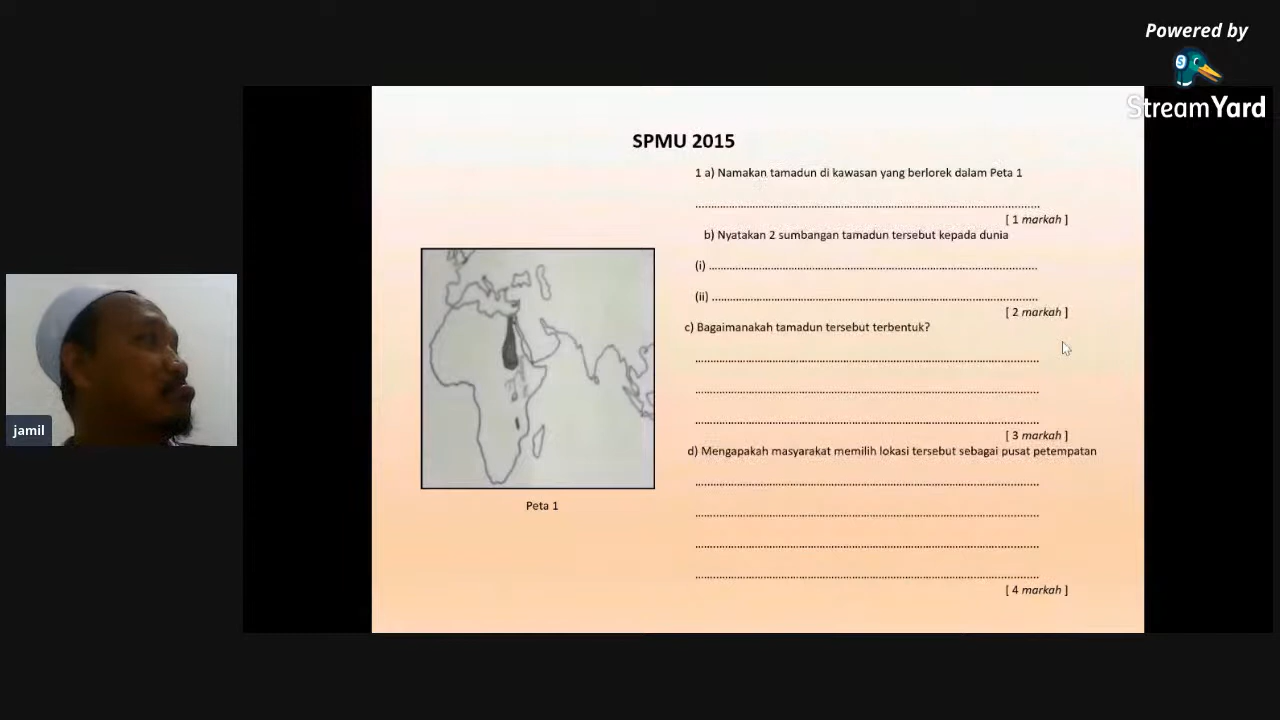 Powered by
StreamYard
SPMU 2015
1 a) Namakan tamadun di kawasan yang berlorek dalam Peta 1
................................................................
[ 1 markah ]
b) Nyatakan 2 sumbangan tamadun tersebut kepada dunia
(i) ................................................................
(ii) ................................................................
[ 2 markah ]
c) Bagaimanakah tamadun tersebut terbentuk?
................................................................
................................................................
................................................................
[ 3 markah ]
d) Mengapakah masyarakat memilih lokasi tersebut sebagai pusat petempatan
................................................................
................................................................
................................................................
................................................................
[ 4 markah ]
Peta 1
jamil